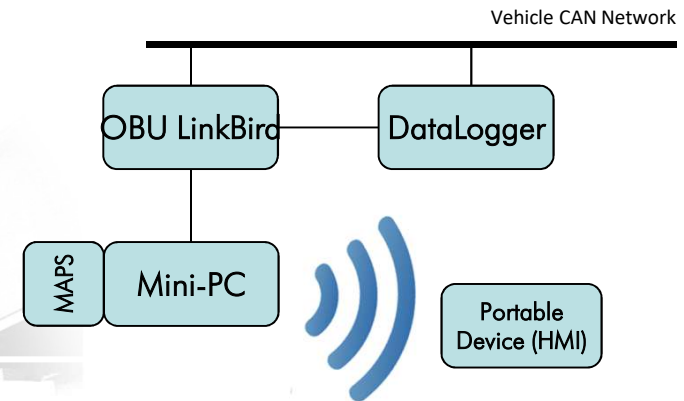 Vehicle CAN Network
OBU LinkBird
DataLogger
MAPS
Mini-PC
Portable
Device (HMI)